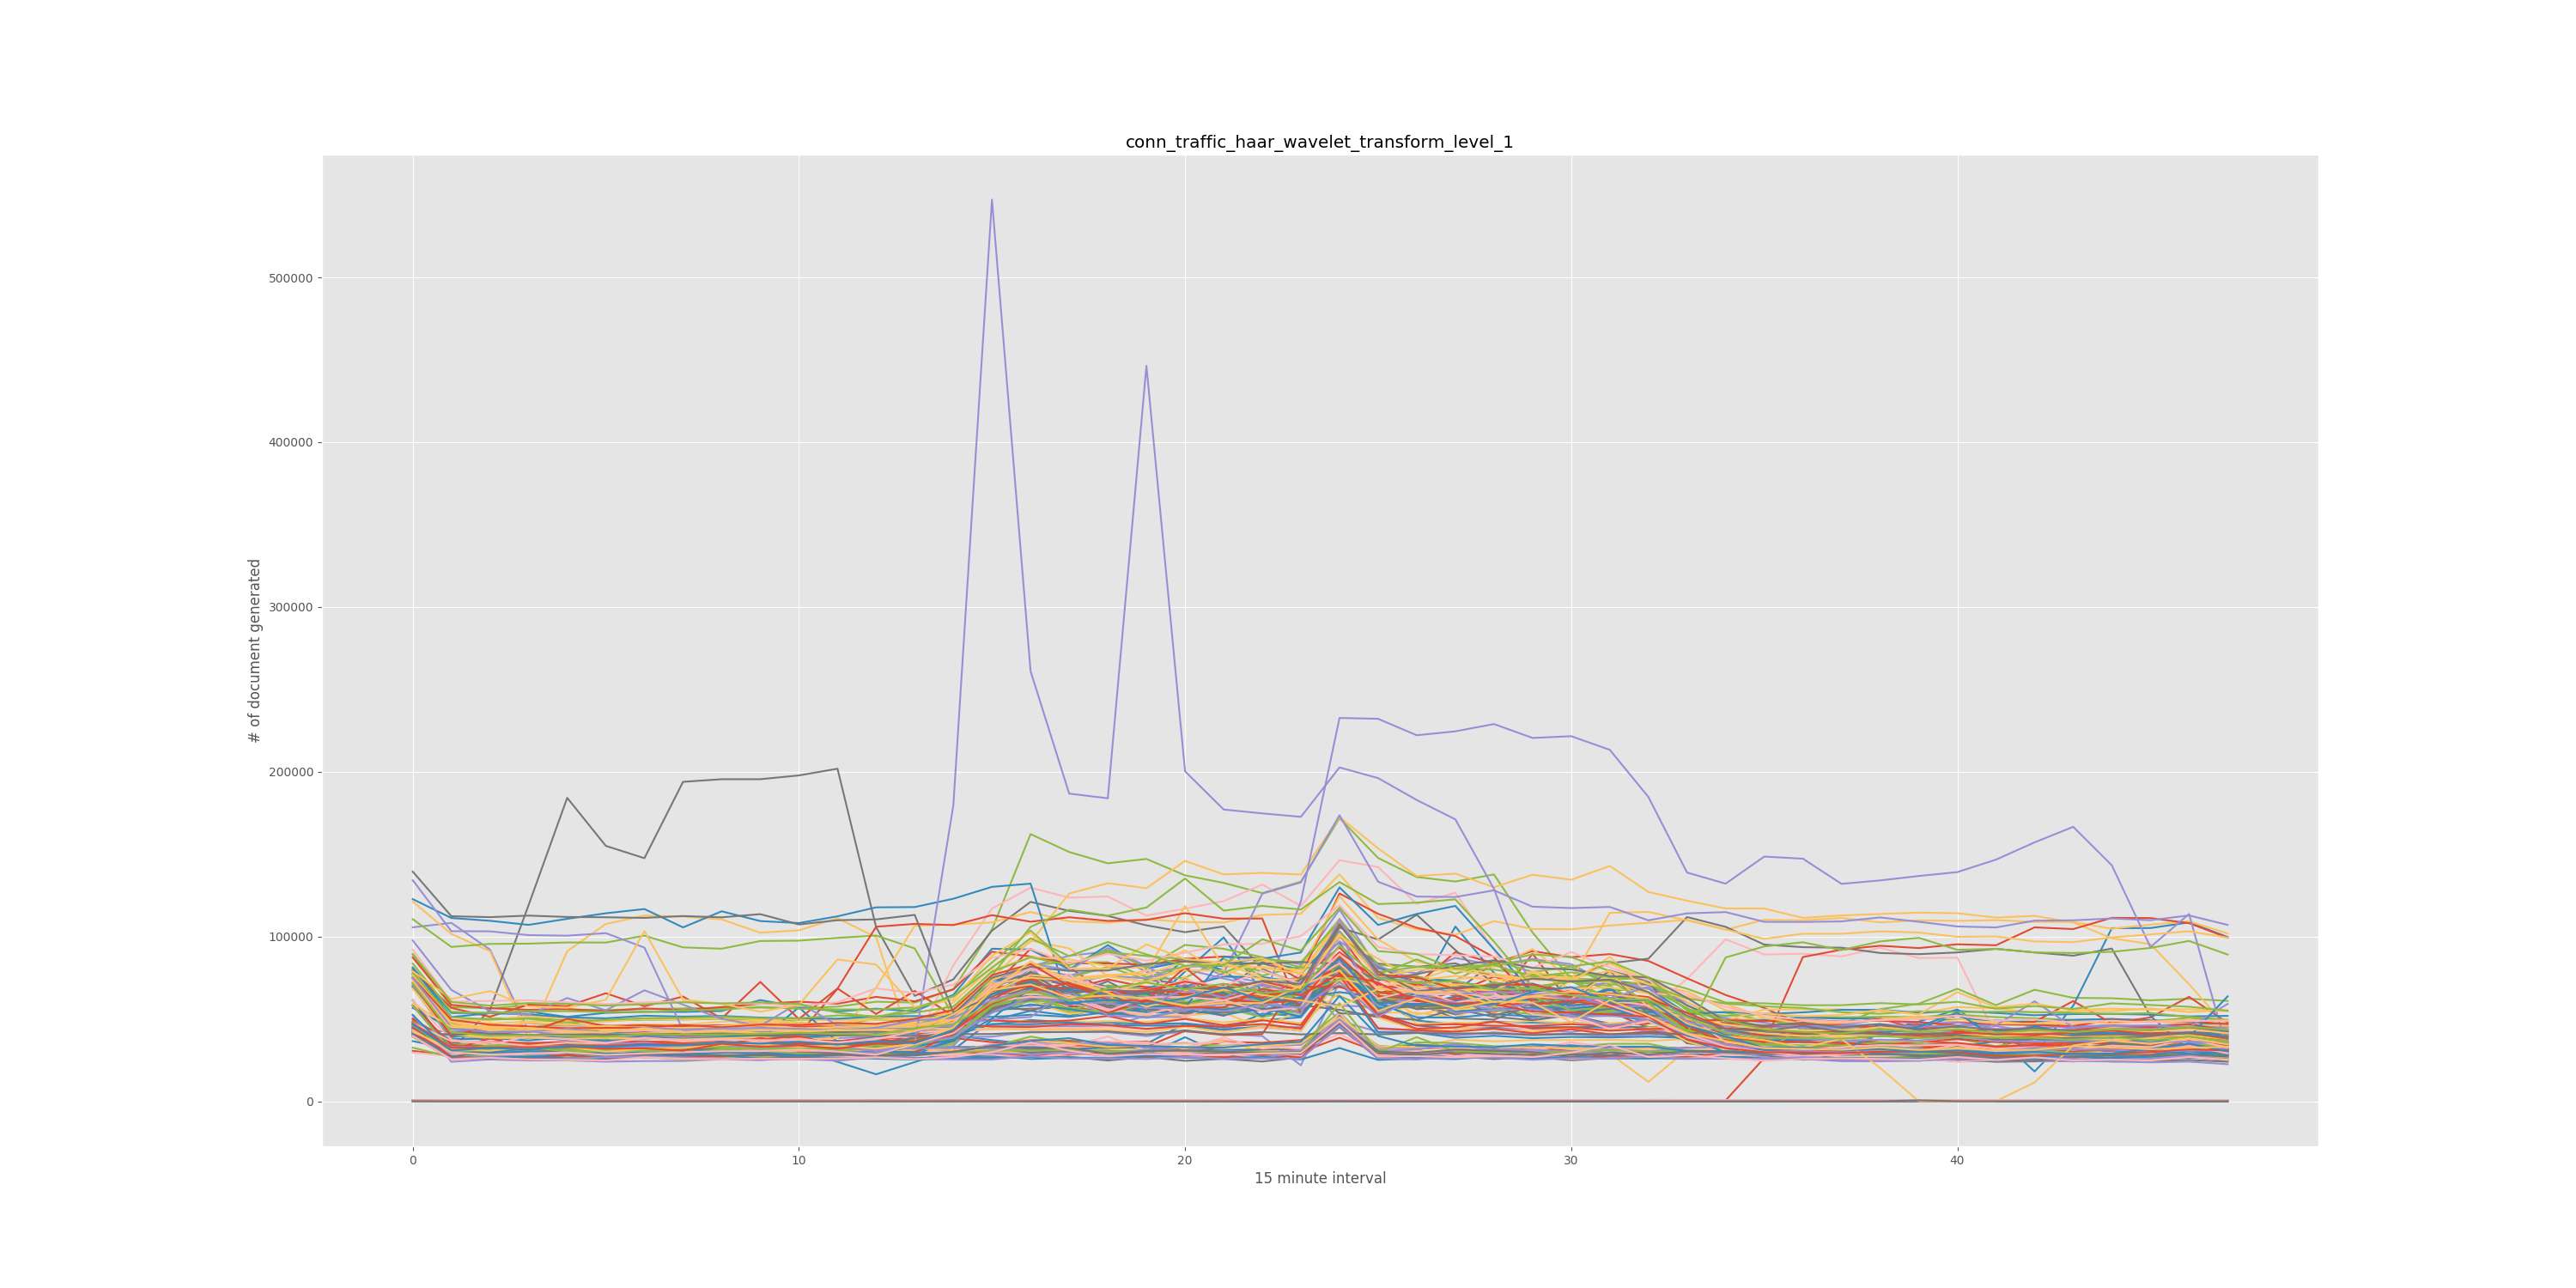 conn_traffic_haar_wavelet_transform_level_1
# of document generated
500000
400000
300000
200000
100000
0
0 10 20 30 40
15 minute interval